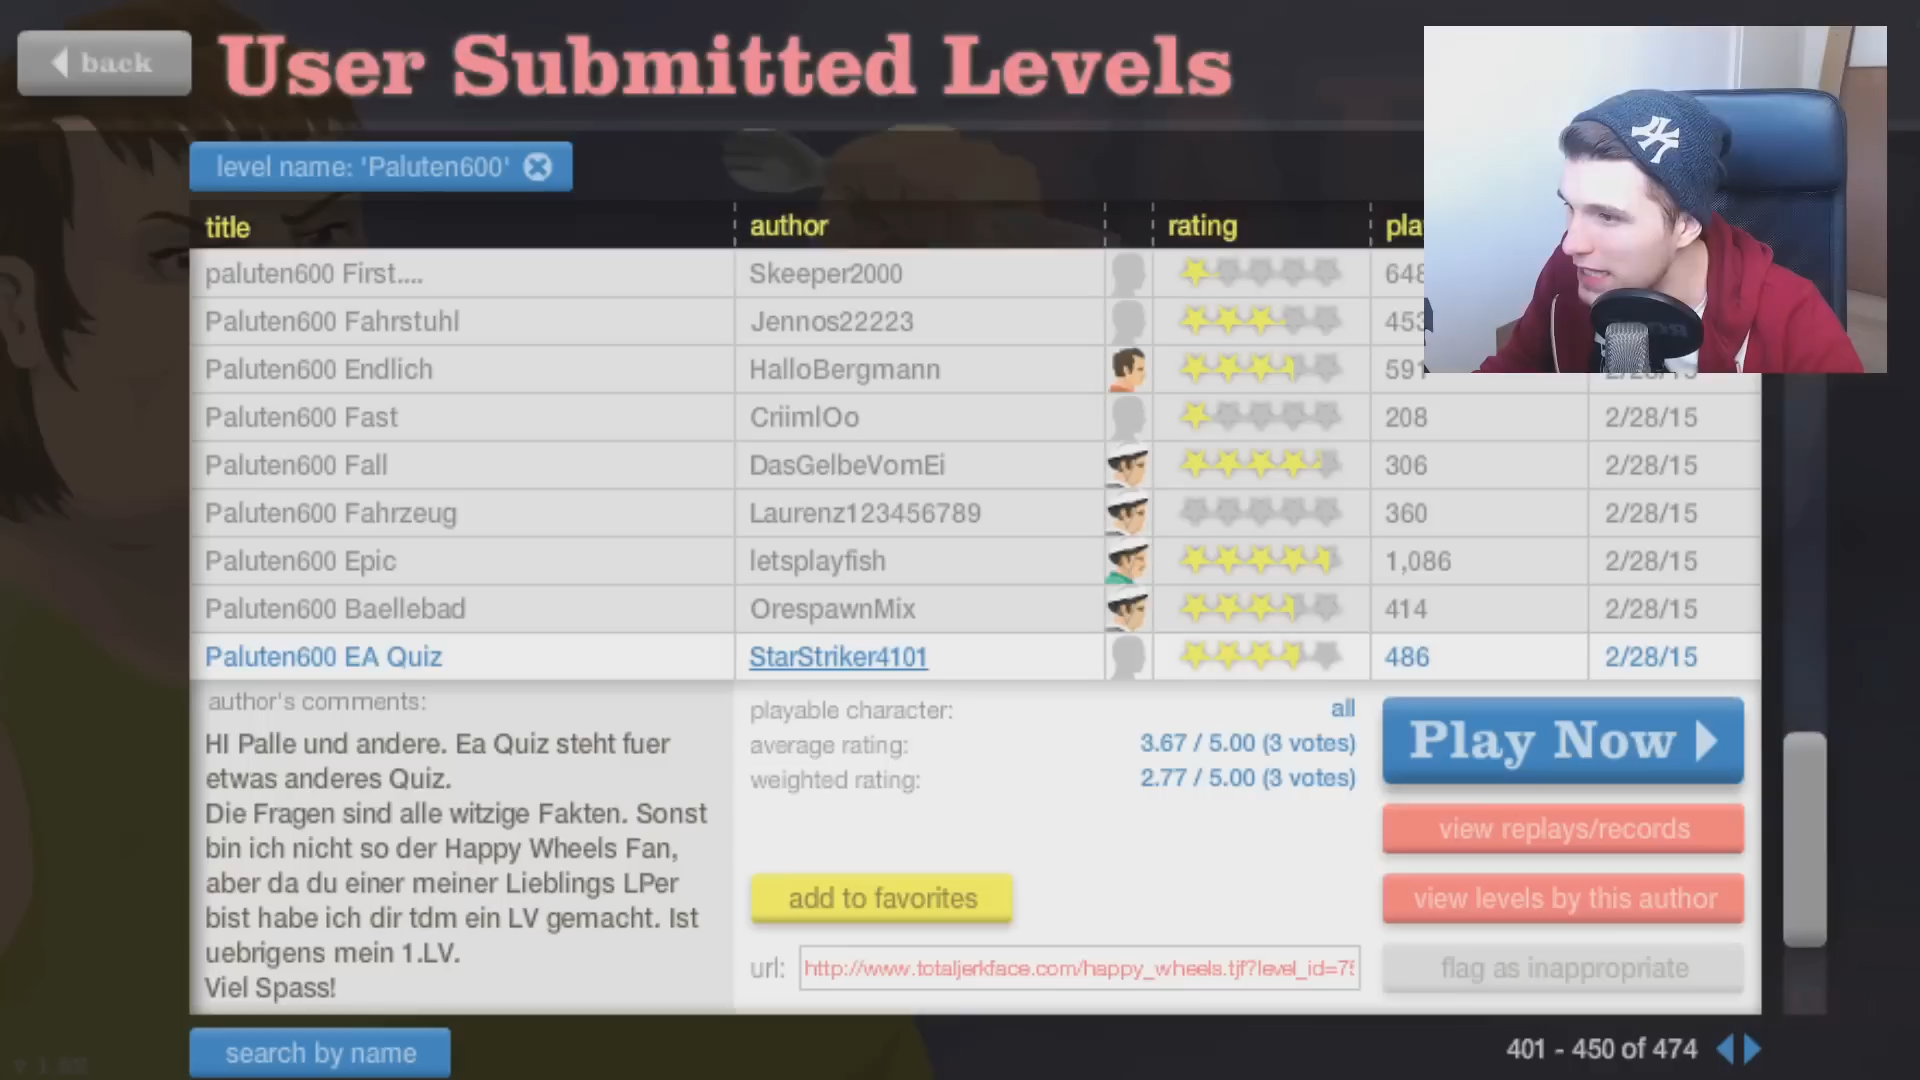 back
User Submitted Levels
level name: 'Paluten600'
title author rating
paluten600 First.... Skeeper2000 648
Paluten600 Fahrstuhl Jennos22223 453
Paluten600 Endlich HalloBergmann 591
Paluten600 Fast CriimlOo 208 2/28/15
Paluten600 Fall DasGelbeVomEi 306 2/28/15
Paluten600 Fahrzeug Laurenz123456789 360 2/28/15
Paluten600 Epic letsplayfish 1,086 2/28/15
Paluten600 Baellebad OrespawnMix 414 2/28/15
Paluten600 EA Quiz StarStriker4101 486 2/28/15
author's comments:
HI Palle und andere. Ea Quiz steht fuer
etwas anderes Quiz.
Die Fragen sind alle witzige Fakten. Sonst
bin ich nicht so der Happy Wheels Fan,
aber da du einer meiner Lieblings LPer
bist habe ich dir tdm ein LV gemacht. Ist
uebrigens mein 1.LV.
Viel Spass!
playable character: all
average rating: 3.67 / 5.00 (3 votes)
weighted rating: 2.77 / 5.00 (3 votes)
add to favorites
url: http://www.totaljerkface.com/happy_wheels.tjf?level_id=75
Play Now
view replays/records
view levels by this author
flag as inappropriate
search by name
401 - 450 of 474